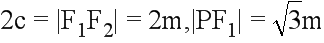 2c = |F₁F₂| = 2m,|PF₁| = √3m